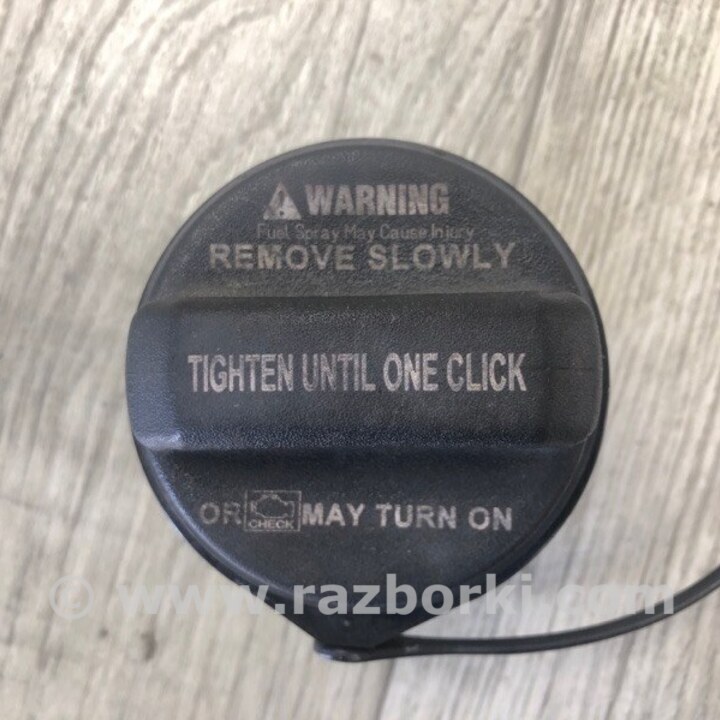 WARNING
Fuel Spray May Cause Injury
REMOVE SLOWLY
TIGHTEN UNTIL ONE CLICK
OR CHECK MAY TURN ON
© www.razborki.com